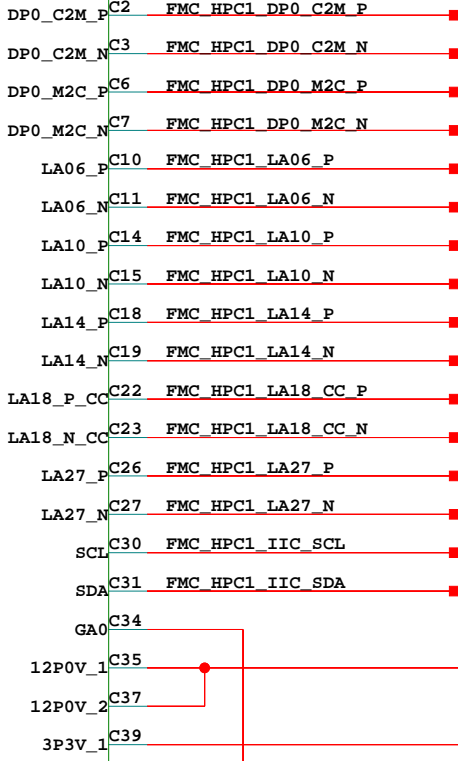 DP0_C2M_P C2 FMC_HPC1_DP0_C2M_P
DP0_C2M_N C3 FMC_HPC1_DP0_C2M_N
DP0_M2C_P C6 FMC_HPC1_DP0_M2C_P
DP0_M2C_N C7 FMC_HPC1_DP0_M2C_N
LA06_P C10 FMC_HPC1_LA06_P
LA06_N C11 FMC_HPC1_LA06_N
LA10_P C14 FMC_HPC1_LA10_P
LA10_N C15 FMC_HPC1_LA10_N
LA14_P C18 FMC_HPC1_LA14_P
LA14_N C19 FMC_HPC1_LA14_N
LA18_P_CC C22 FMC_HPC1_LA18_CC_P
LA18_N_CC C23 FMC_HPC1_LA18_CC_N
LA27_P C26 FMC_HPC1_LA27_P
LA27_N C27 FMC_HPC1_LA27_N
SCL C30 FMC_HPC1_IIC_SCL
SDA C31 FMC_HPC1_IIC_SDA
GA0 C34
12P0V_1 C35
12P0V_2 C37
3P3V_1 C39